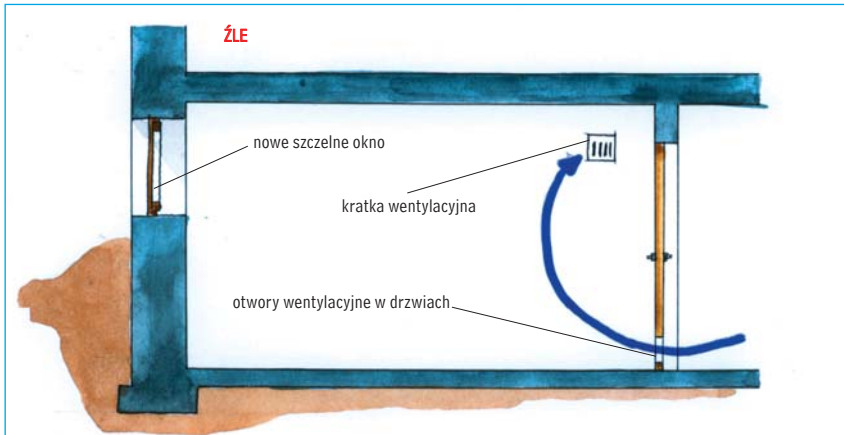 ŹLE
nowe szczelne okno
kratka wentylacyjna
otwory wentylacyjne w drzwiach